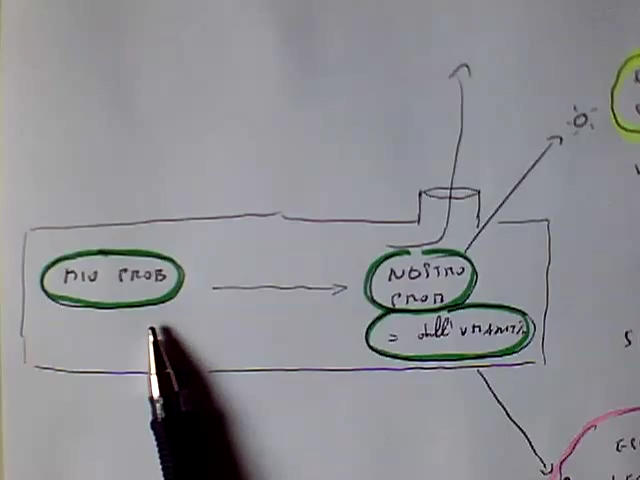 MIO PROB
NOSTRO
PROB
= dell'UMANITÀ
S